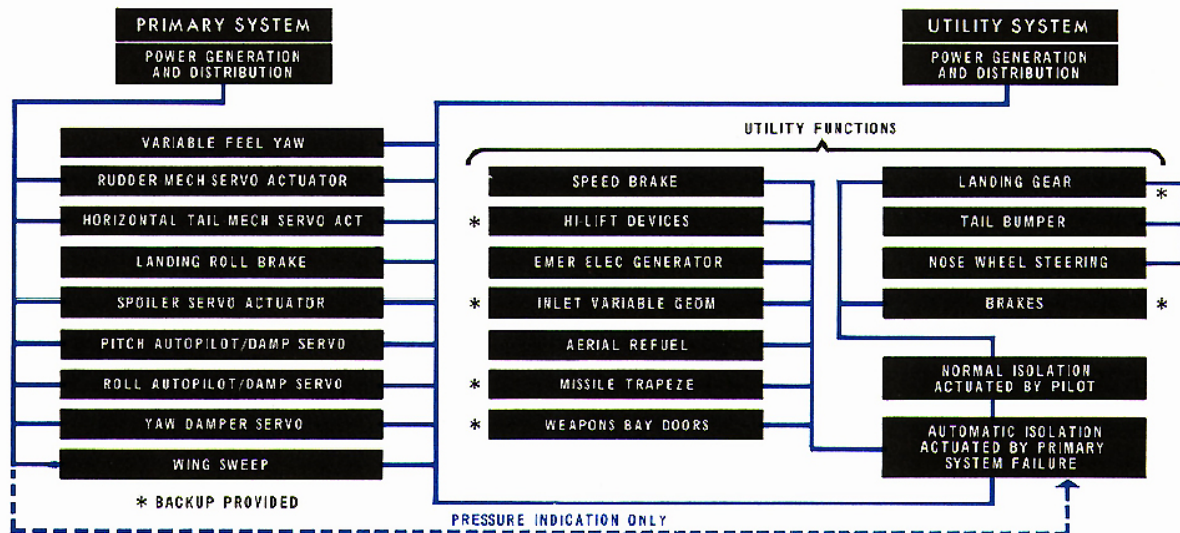 PRIMARY SYSTEM
POWER GENERATION
AND DISTRIBUTION
UTILITY SYSTEM
POWER GENERATION
AND DISTRIBUTION
VARIABLE FEEL YAW
RUDDER MECH SERVO ACTUATOR
HORIZONTAL TAIL MECH SERVO ACT
LANDING ROLL BRAKE
SPOILER SERVO ACTUATOR
PITCH AUTOPILOT/DAMP SERVO
ROLL AUTOPILOT/DAMP SERVO
YAW DAMPER SERVO
WING SWEEP
* BACKUP PROVIDED
UTILITY FUNCTIONS
SPEED BRAKE
* HI-LIFT DEVICES
EMER ELEC GENERATOR
* INLET VARIABLE GEOM
AERIAL REFUEL
* MISSILE TRAPEZE
* WEAPONS BAY DOORS
LANDING GEAR *
TAIL BUMPER
NOSE WHEEL STEERING
BRAKES *
NORMAL ISOLATION
ACTUATED BY PILOT
AUTOMATIC ISOLATION
ACTUATED BY PRIMARY
SYSTEM FAILURE
PRESSURE INDICATION ONLY